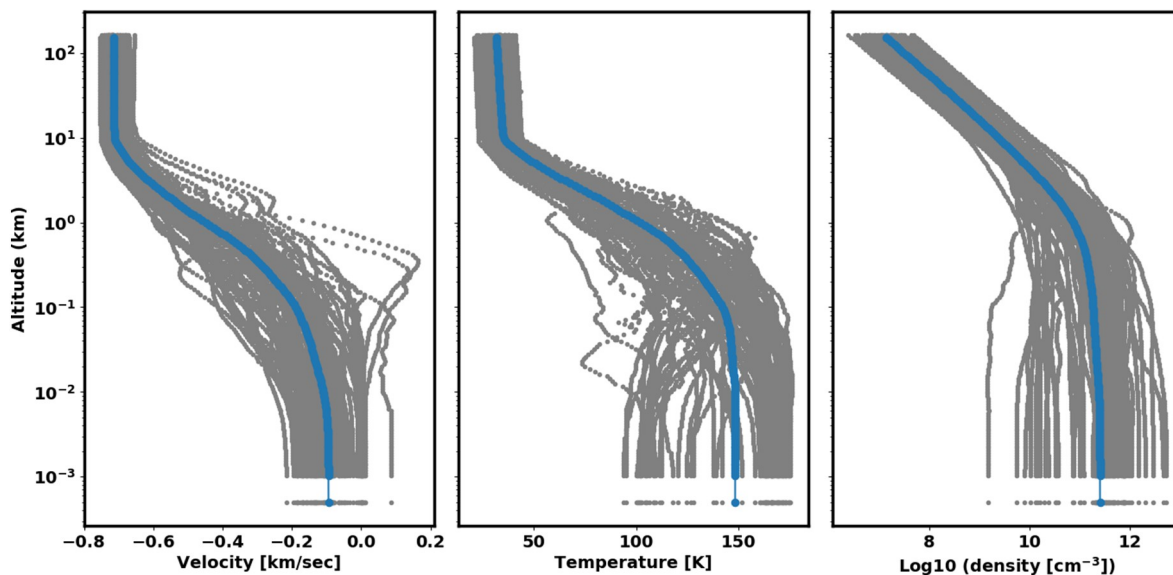 10²
10¹
10⁰
10⁻¹
10⁻²
10⁻³
Altitude (km)
−0.8 −0.6 −0.4 −0.2 0.0 0.2
Velocity [km/sec]
50 100 150
Temperature [K]
8 10 12
Log10 (density [cm⁻³])